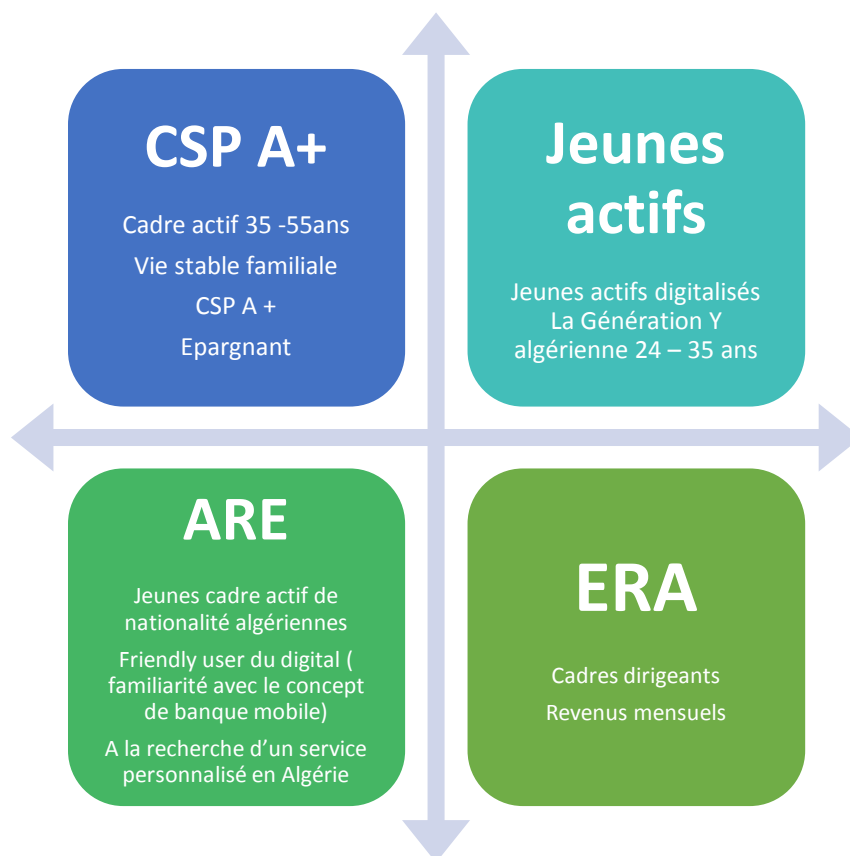 CSP A+
Cadre actif 35 -55ans
Vie stable familiale
CSP A +
Epargnant
Jeunes
actifs
Jeunes actifs digitalisés
La Génération Y
algérienne 24 – 35 ans
ARE
Jeunes cadre actif de
nationalité algériennes
Friendly user du digital (
familiarité avec le concept
de banque mobile)
A la recherche d’un service
personnalisé en Algérie
ERA
Cadres dirigeants
Revenus mensuels